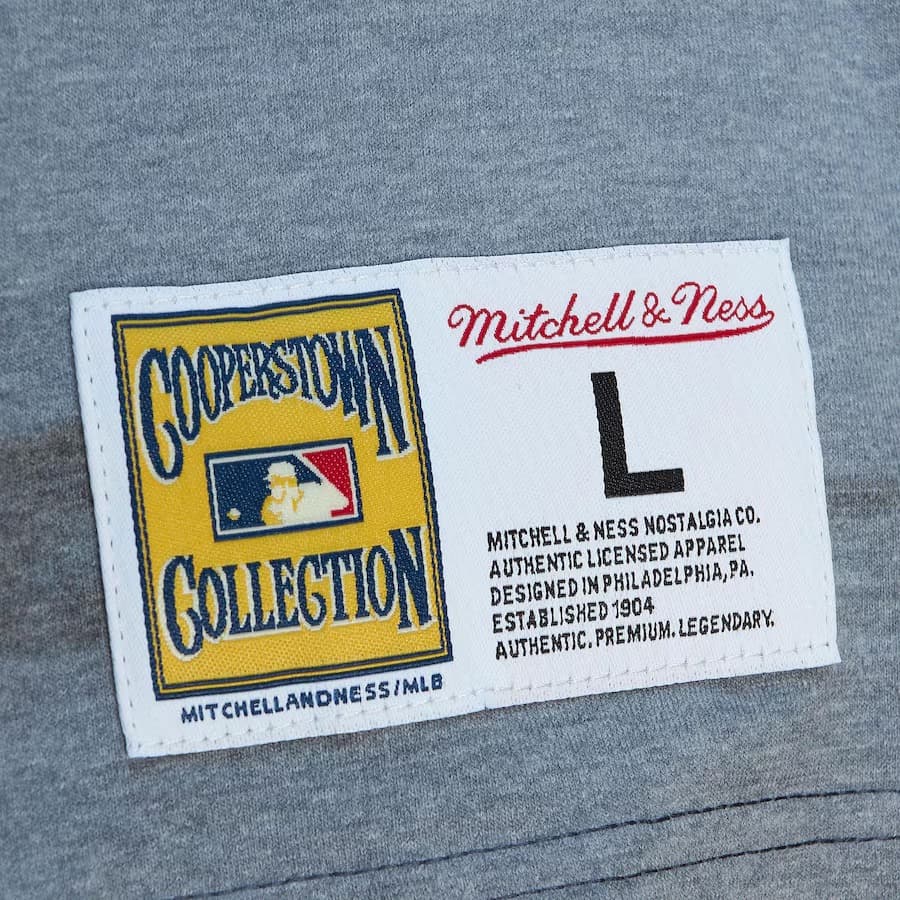 COOPERSTOWN
COLLECTION
MITCHELLANDNESS/MLB
Mitchell & Ness
L
MITCHELL & NESS NOSTALGIA CO.
AUTHENTIC LICENSED APPAREL
DESIGNED IN PHILADELPHIA, PA.
ESTABLISHED 1904
AUTHENTIC. PREMIUM. LEGENDARY.